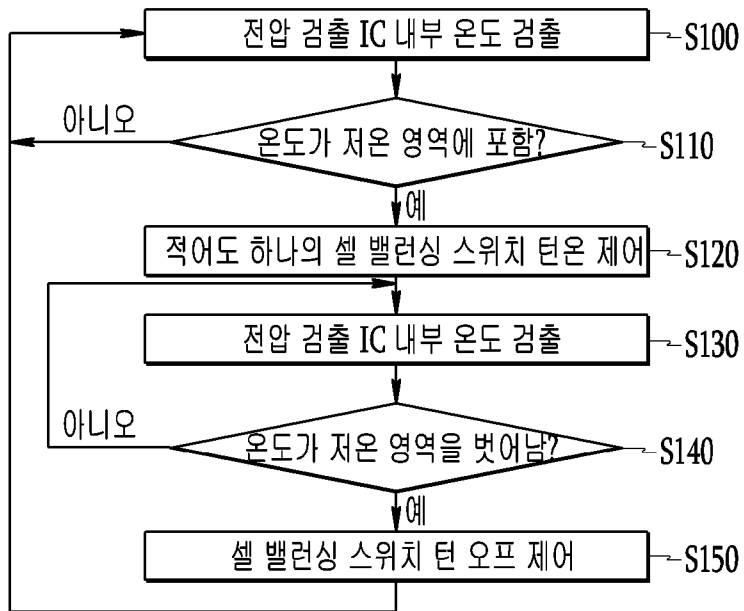 전압 검출 IC 내부 온도 검출
S100
아니오
온도가 저온 영역에 포함?
S110
예
적어도 하나의 셀 밸런싱 스위치 턴온 제어
S120
전압 검출 IC 내부 온도 검출
S130
아니오
온도가 저온 영역을 벗어남?
S140
예
셀 밸런싱 스위치 턴 오프 제어
S150